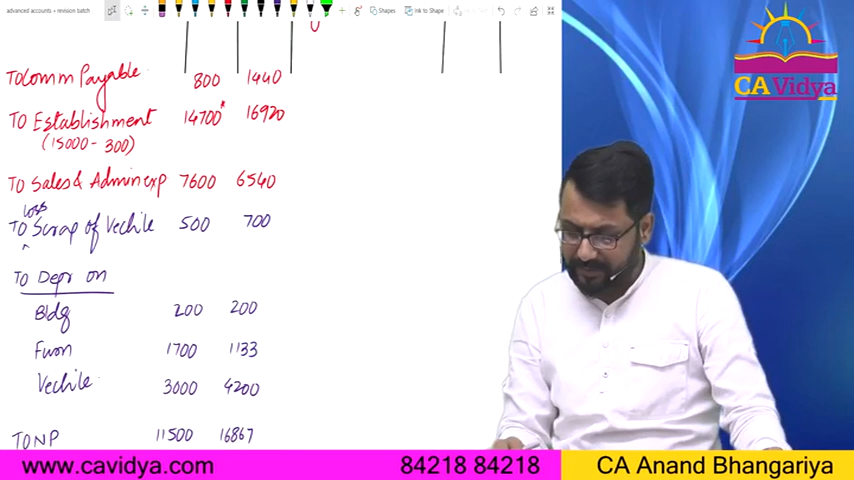 advanced accounts + revision batch
Shapes
Ink to Shape
CA Vidya
To Comm Payable 800 1440
TO Establishment 14700* 16920
(15000 - 300)
TO Sales & Admin exp 7600 6540
loss
TO ^ Scrap of Vechile 500 700
TO Depr on
Bldg 200 200
Furn 1700 1133
Vechile 3000 4200
TO NP 11500 16867
www.cavidya.com 84218 84218 CA Anand Bhangariya